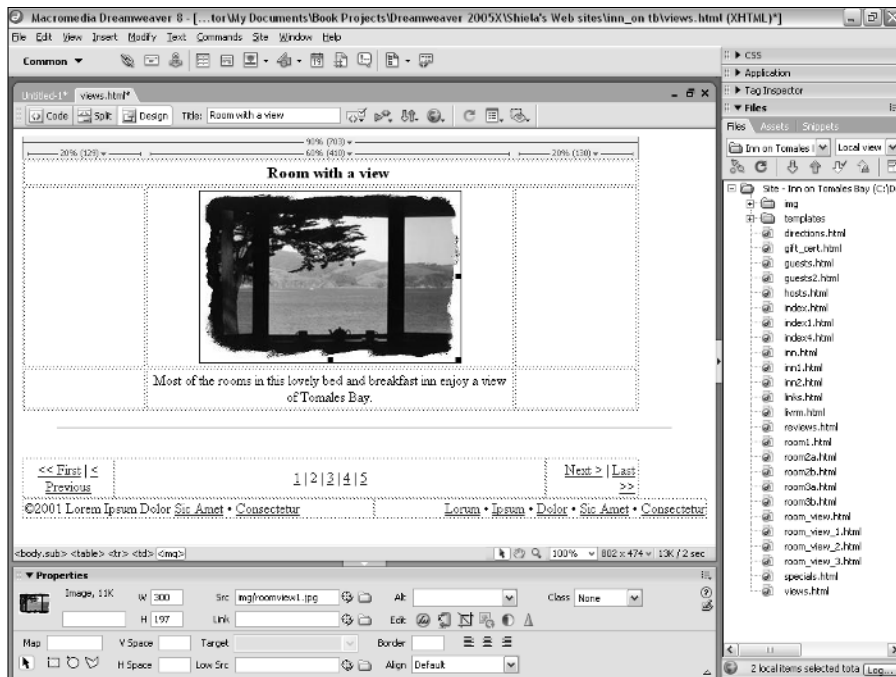 Macromedia Dreamweaver 8 - [...tor\My Documents\Book Projects\Dreamweaver 2005X\Shiela's Web sites\inn_on tb\views.html (XHTML)*]
File Edit View Insert Modify Text Commands Site Window Help
Common
Untitled-1* views.html*
Code Split Design Title: Room with a view
90% (703)
20% (129) 60% (410) 20% (130)
Room with a view
Most of the rooms in this lovely bed and breakfast inn enjoy a view
of Tomales Bay.
<< First | <
Previous
1 | 2 | 3 | 4 | 5
Next > | Last
>>
©2001 Lorem Ipsum Dolor Sic Amet • Consectetur
Lorum • Ipsum • Dolor • Sic Amet • Consectetur
<body.sub> <table> <tr> <td> <img>
100% 802 x 474 13K / 2 sec
Properties
Image, 11K W 300 Src img/roomview1.jpg Alt Class None
H 197 Link Edit
Map V Space Target Border
H Space Low Src Align Default
CSS
Application
Tag Inspector
Files
Files Assets Snippets
Inn on Tomales Local view
Site - Inn on Tomales Bay (C:\D
img
templates
directions.html
gift_cert.html
guests.html
guests2.html
hosts.html
index.html
index1.html
index4.html
inn.html
inn1.html
inn2.html
links.html
livrm.html
reviews.html
room1.html
room2a.html
room2b.html
room3a.html
room3b.html
room_view.html
room_view_1.html
room_view_2.html
room_view_3.html
specials.html
views.html
2 local items selected tota Log...